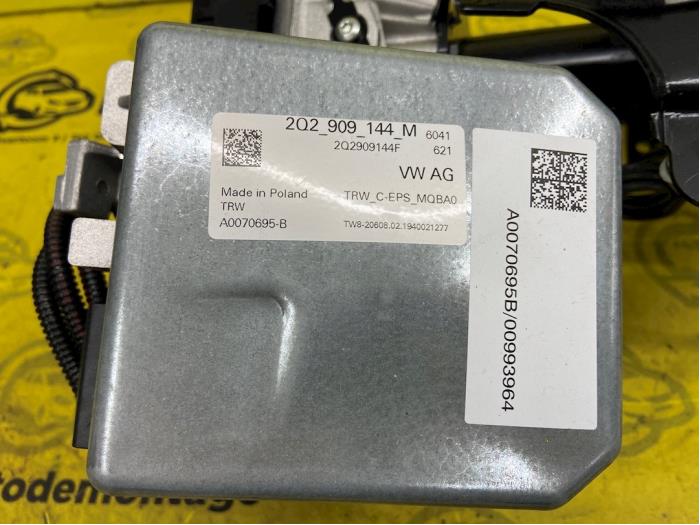 2Q2_909_144_M 6041
2Q2909144F 621
VW AG
Made in Poland TRW_C-EPS_MQBA0
TRW
A0070695-B TW8-20608.02.1940021277
A0070695B/00993964